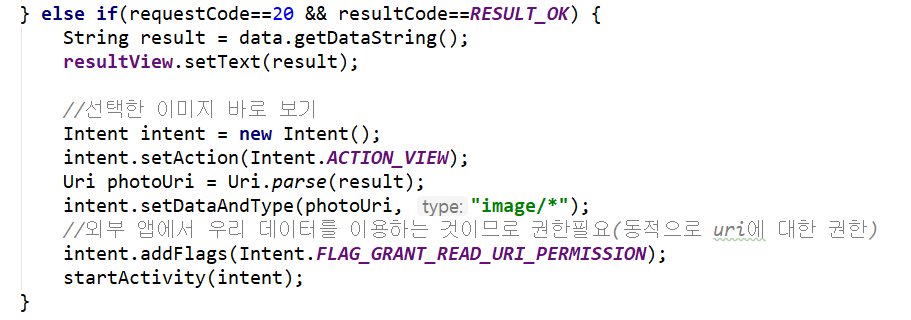 } else if(requestCode==20 && resultCode==RESULT_OK) {
String result = data.getDataString();
resultView.setText(result);
//선택한 이미지 바로 보기
Intent intent = new Intent();
intent.setAction(Intent.ACTION_VIEW);
Uri photoUri = Uri.parse(result);
intent.setDataAndType(photoUri, type: "image/*");
//외부 앱에서 우리 데이터를 이용하는 것이므로 권한필요(동적으로 uri에 대한 권한)
intent.addFlags(Intent.FLAG_GRANT_READ_URI_PERMISSION);
startActivity(intent);
}